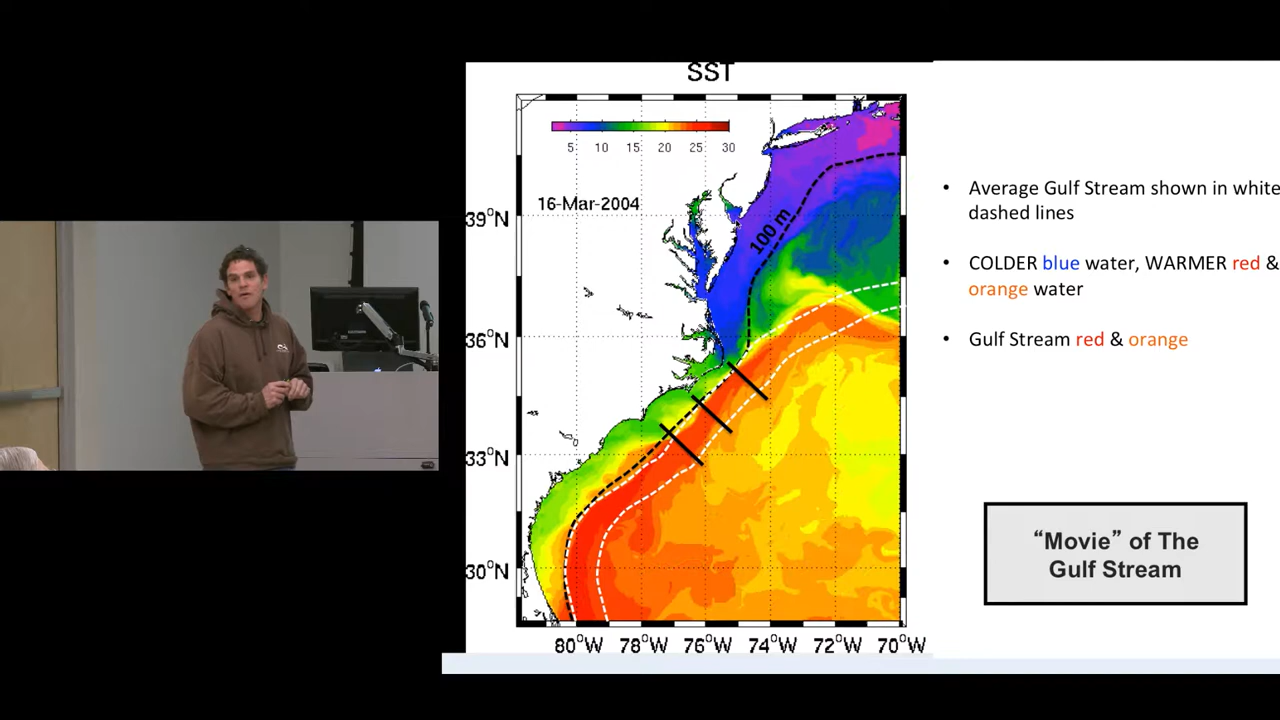 SST
5 10 15 20 25 30
16-Mar-2004
39°N
100 m
36°N
33°N
30°N
80°W 78°W 76°W 74°W 72°W 70°W
• Average Gulf Stream shown in white
dashed lines
• COLDER blue water, WARMER red &
orange water
• Gulf Stream red & orange
“Movie” of The
Gulf Stream